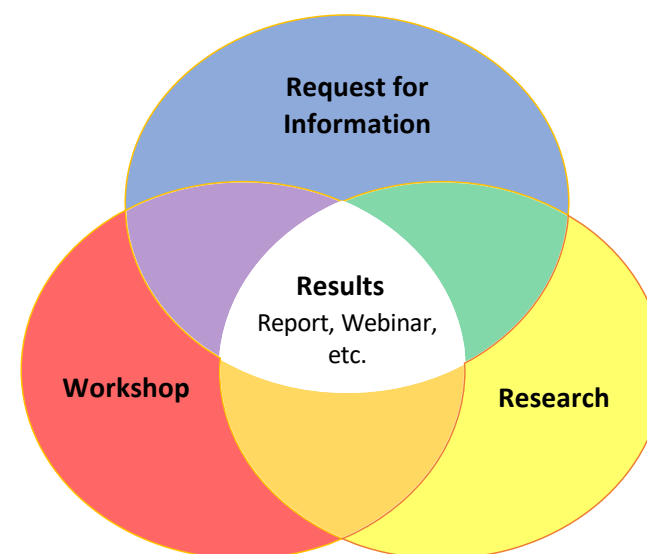 Request for
Information
Results
Report, Webinar,
etc.
Workshop
Research